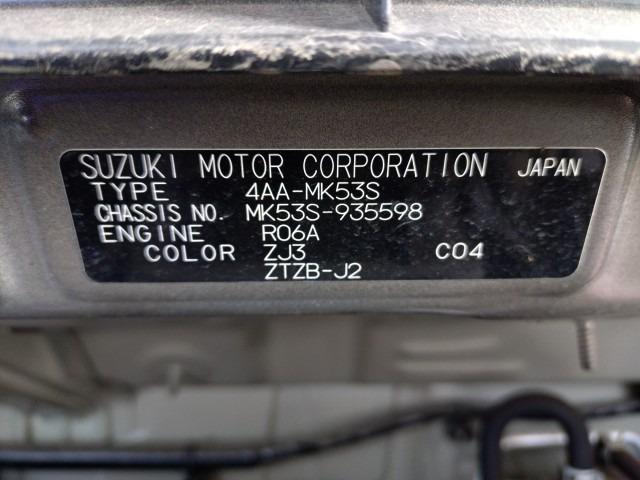 SUZUKI MOTOR CORPORATION JAPAN
TYPE 4AA-MK53S
CHASSIS NO. MK53S-935598
ENGINE R06A
COLOR ZJ3 C04
ZTZB-J2